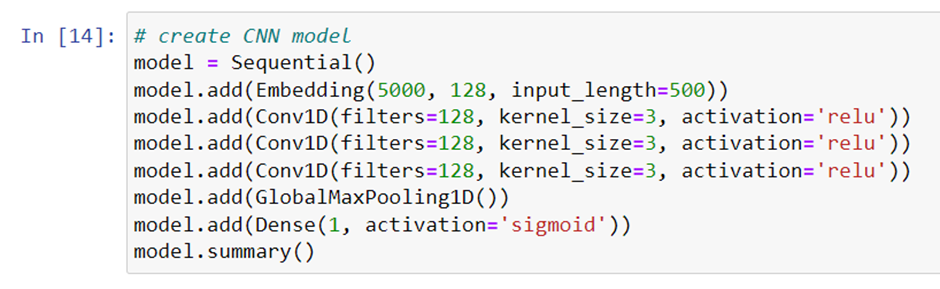 In [14]: # create CNN model
model = Sequential()
model.add(Embedding(5000, 128, input_length=500))
model.add(Conv1D(filters=128, kernel_size=3, activation='relu'))
model.add(Conv1D(filters=128, kernel_size=3, activation='relu'))
model.add(Conv1D(filters=128, kernel_size=3, activation='relu'))
model.add(GlobalMaxPooling1D())
model.add(Dense(1, activation='sigmoid'))
model.summary()